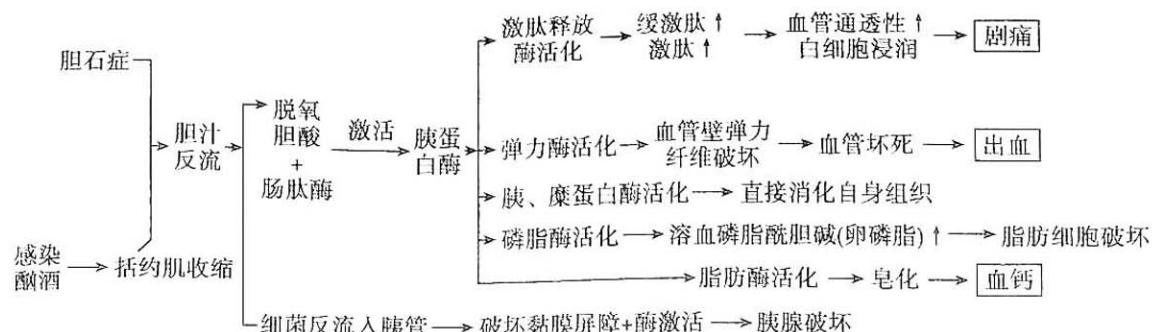 胆石症
感染
酗酒
括约肌收缩
胆汁
反流
脱氧
胆酸
+
肠肽酶
激活
胰蛋
白酶
激肽释放
酶活化
缓激肽↑
激肽↑
血管通透性↑
白细胞浸润
剧痛
弹力酶活化
血管壁弹力
纤维破坏
血管坏死
出血
胰、糜蛋白酶活化
直接消化自身组织
磷脂酶活化
溶血磷脂酰胆碱(卵磷脂)↑
脂肪细胞破坏
脂肪酶活化
皂化
血钙
细菌反流入胰管
破坏黏膜屏障+酶激活
胰腺破坏